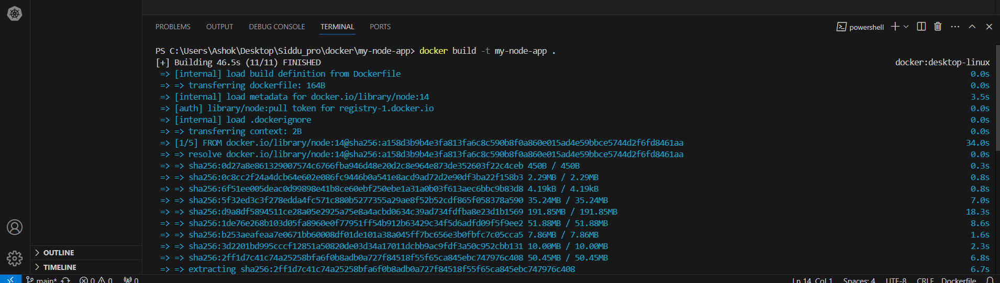 PROBLEMS OUTPUT DEBUG CONSOLE TERMINAL PORTS powershell
PS C:\Users\Ashok\Desktop\Siddu_pro\docker\my-node-app> docker build -t my-node-app .
[+] Building 46.5s (11/11) FINISHED docker:desktop-linux
=> [internal] load build definition from Dockerfile 0.0s
=> => transferring dockerfile: 164B 0.0s
=> [internal] load metadata for docker.io/library/node:14 3.5s
=> [auth] library/node:pull token for registry-1.docker.io 0.0s
=> [internal] load .dockerignore 0.0s
=> => transferring context: 2B 0.0s
=> [1/5] FROM docker.io/library/node:14@sha256:a158d3b9b4e3fa813fa6c8c590b8f0a860e015ad4e59bbce5744d2f6fd8461aa 34.0s
=> => resolve docker.io/library/node:14@sha256:a158d3b9b4e3fa813fa6c8c590b8f0a860e015ad4e59bbce5744d2f6fd8461aa 0.0s
=> => sha256:0d27a8e861329007574c6766fba946d48e20d2c8e964e873de352603f22c4ceb 450B / 450B 0.3s
=> => sha256:0c8cc2f24a4dcb64e602e086fc9446b0a541e8acd9ad72d2e90df3ba22f158b3 2.29MB / 2.29MB 0.8s
=> => sha256:6f51ee005deac0d99898e41b8ce60ebf250ebe1a31a0b03f613aec6bbc9b83d8 4.19kB / 4.19kB 0.8s
=> => sha256:5f32ed3c3f278edda4fc571c880b5277355a29ae8f52b52cdf865f058378a590 35.24MB / 35.24MB 7.0s
=> => sha256:d9a8df5894511ce28a05e2925a75e8a4acbd0634c39ad734fdfba8e23d1b1569 191.85MB / 191.85MB 18.3s
=> => sha256:1de76e268b103d05fa8960e0f77951ff54b912b63429c34f5d6adfd09f5f9ee2 51.88MB / 51.88MB 8.6s
=> => sha256:b253aeafeaa7e0671bb60008df01de101a38a045ff7bc656e3b0fbfc7c05cca5 7.86MB / 7.86MB 1.6s
=> => sha256:3d2201bd995cccf12851a50820de03d34a17011dcbb9ac9fdf3a50c952cbb131 10.00MB / 10.00MB 2.3s
=> => sha256:2ff1d7c41c74a25258bfa6f0b8adb0a727f84518f55f65ca845ebc747976c408 50.45MB / 50.45MB 6.8s
=> => extracting sha256:2ff1d7c41c74a25258bfa6f0b8adb0a727f84518f55f65ca845ebc747976c408 6.7s
OUTLINE
TIMELINE
main* 0 0 0 Ln 14, Col 1 Spaces: 4 UTF-8 CRLF Dockerfile